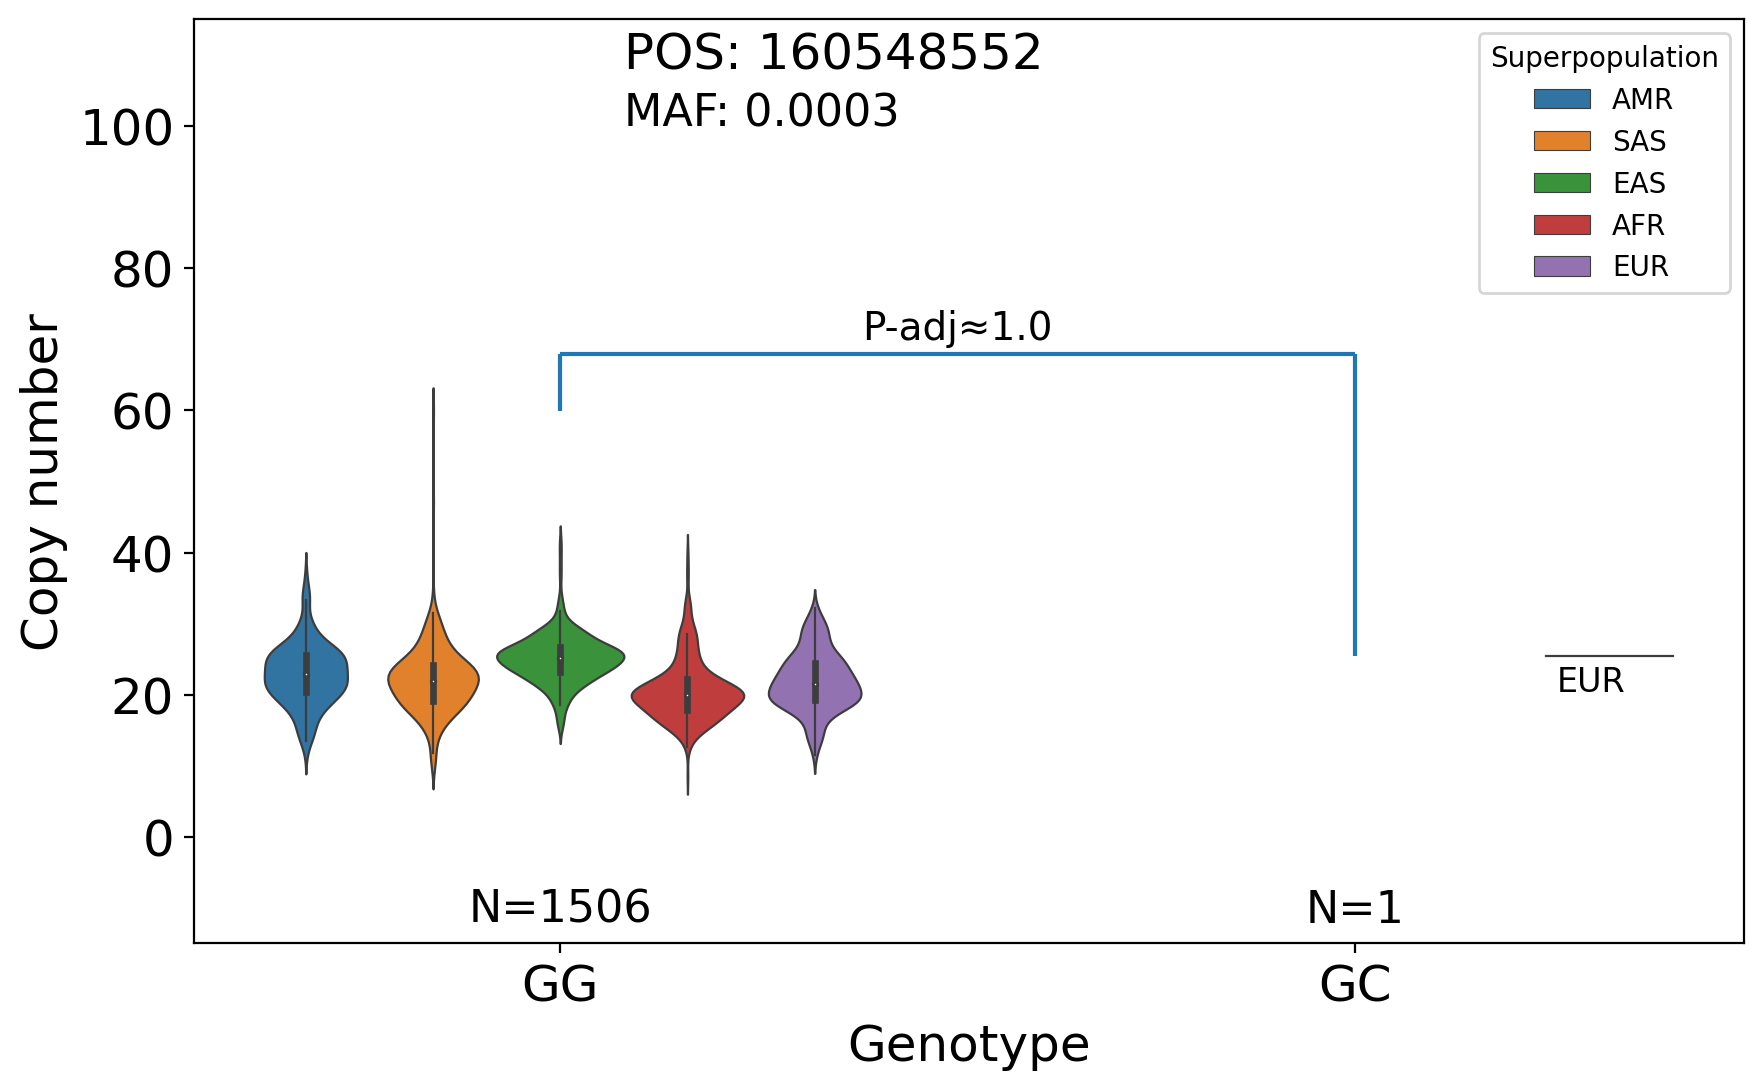 POS: 160548552
MAF: 0.0003
Superpopulation
AMR
SAS
EAS
AFR
EUR
100
80
60
40
20
0
Copy number
P-adj≈1.0
EUR
N=1506
N=1
GG
GC
Genotype